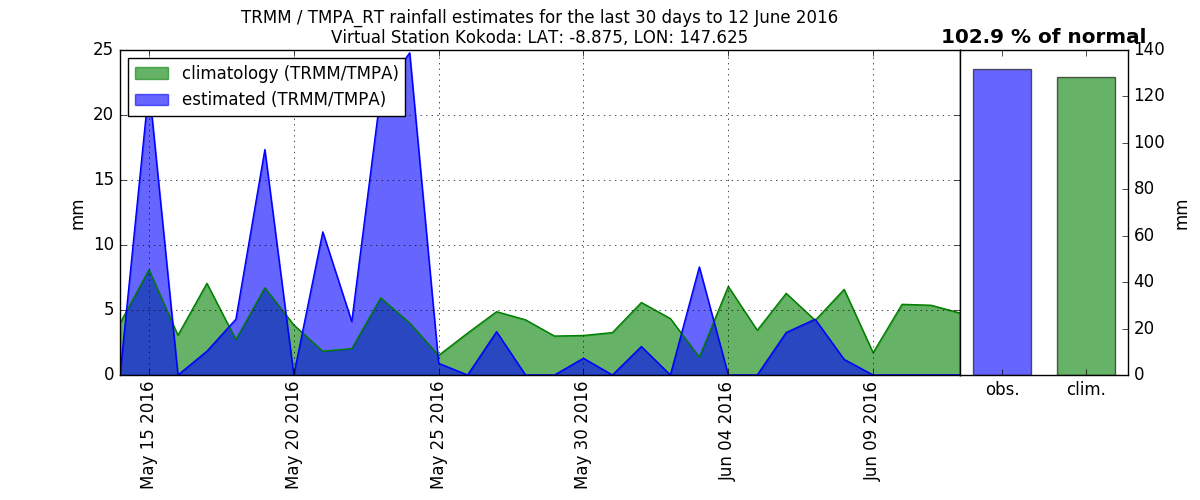 TRMM / TMPA_RT rainfall estimates for the last 30 days to 12 June 2016
Virtual Station Kokoda: LAT: -8.875, LON: 147.625
102.9 % of normal
climatology (TRMM/TMPA)
estimated (TRMM/TMPA)
mm
25
20
15
10
5
0
May 15 2016
May 20 2016
May 25 2016
May 30 2016
Jun 04 2016
Jun 09 2016
obs.
clim.
140
120
100
80
60
40
20
0
mm